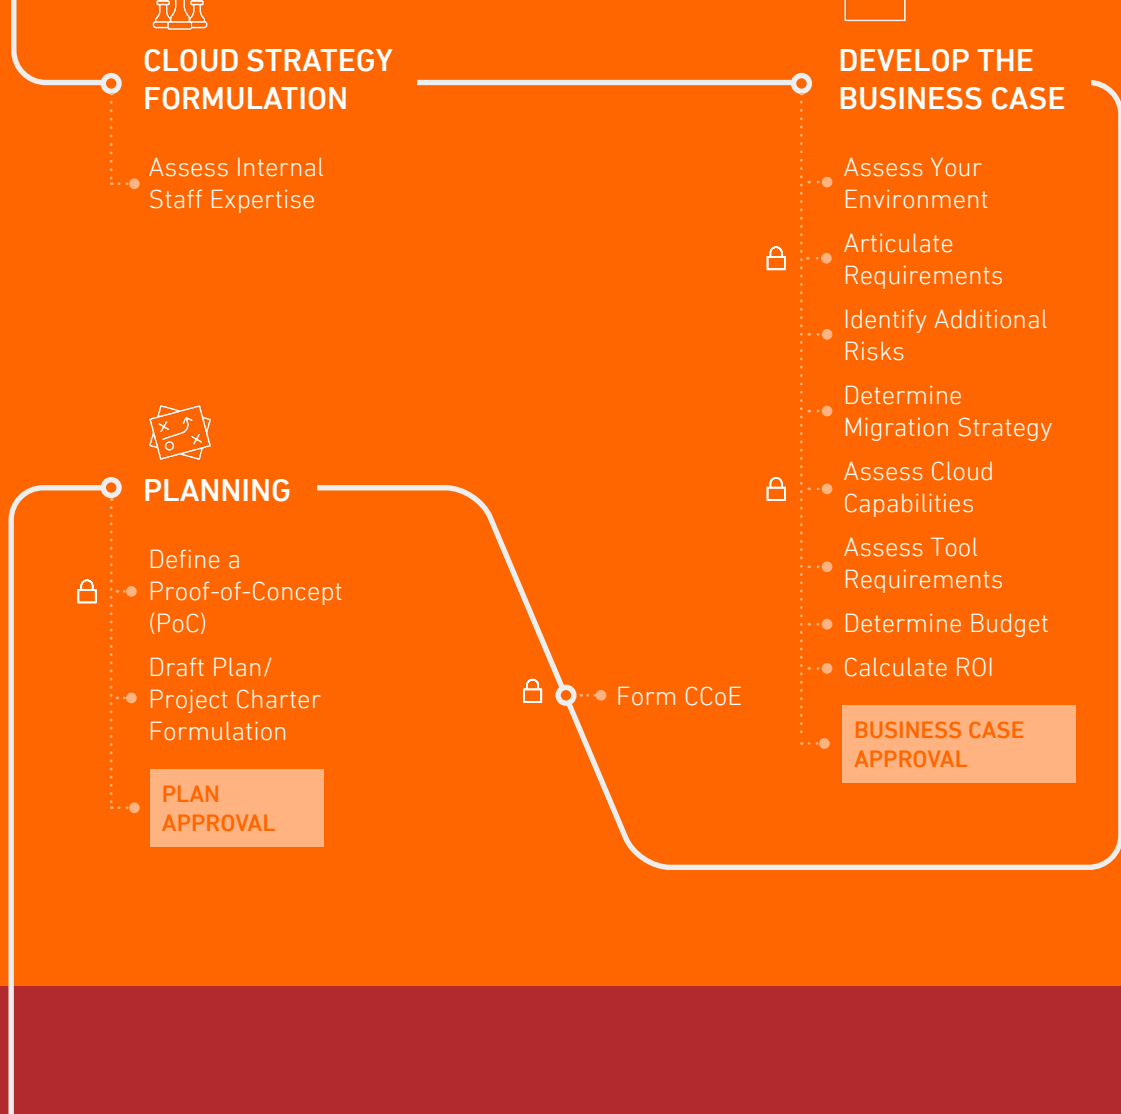 CLOUD STRATEGY
FORMULATION
Assess Internal
Staff Expertise
DEVELOP THE
BUSINESS CASE
Assess Your
Environment
Articulate
Requirements
Identify Additional
Risks
Determine
Migration Strategy
Assess Cloud
Capabilities
Assess Tool
Requirements
Determine Budget
Calculate ROI
BUSINESS CASE
APPROVAL
Form CCoE
PLANNING
Define a
Proof-of-Concept
(PoC)
Draft Plan/
Project Charter
Formulation
PLAN
APPROVAL